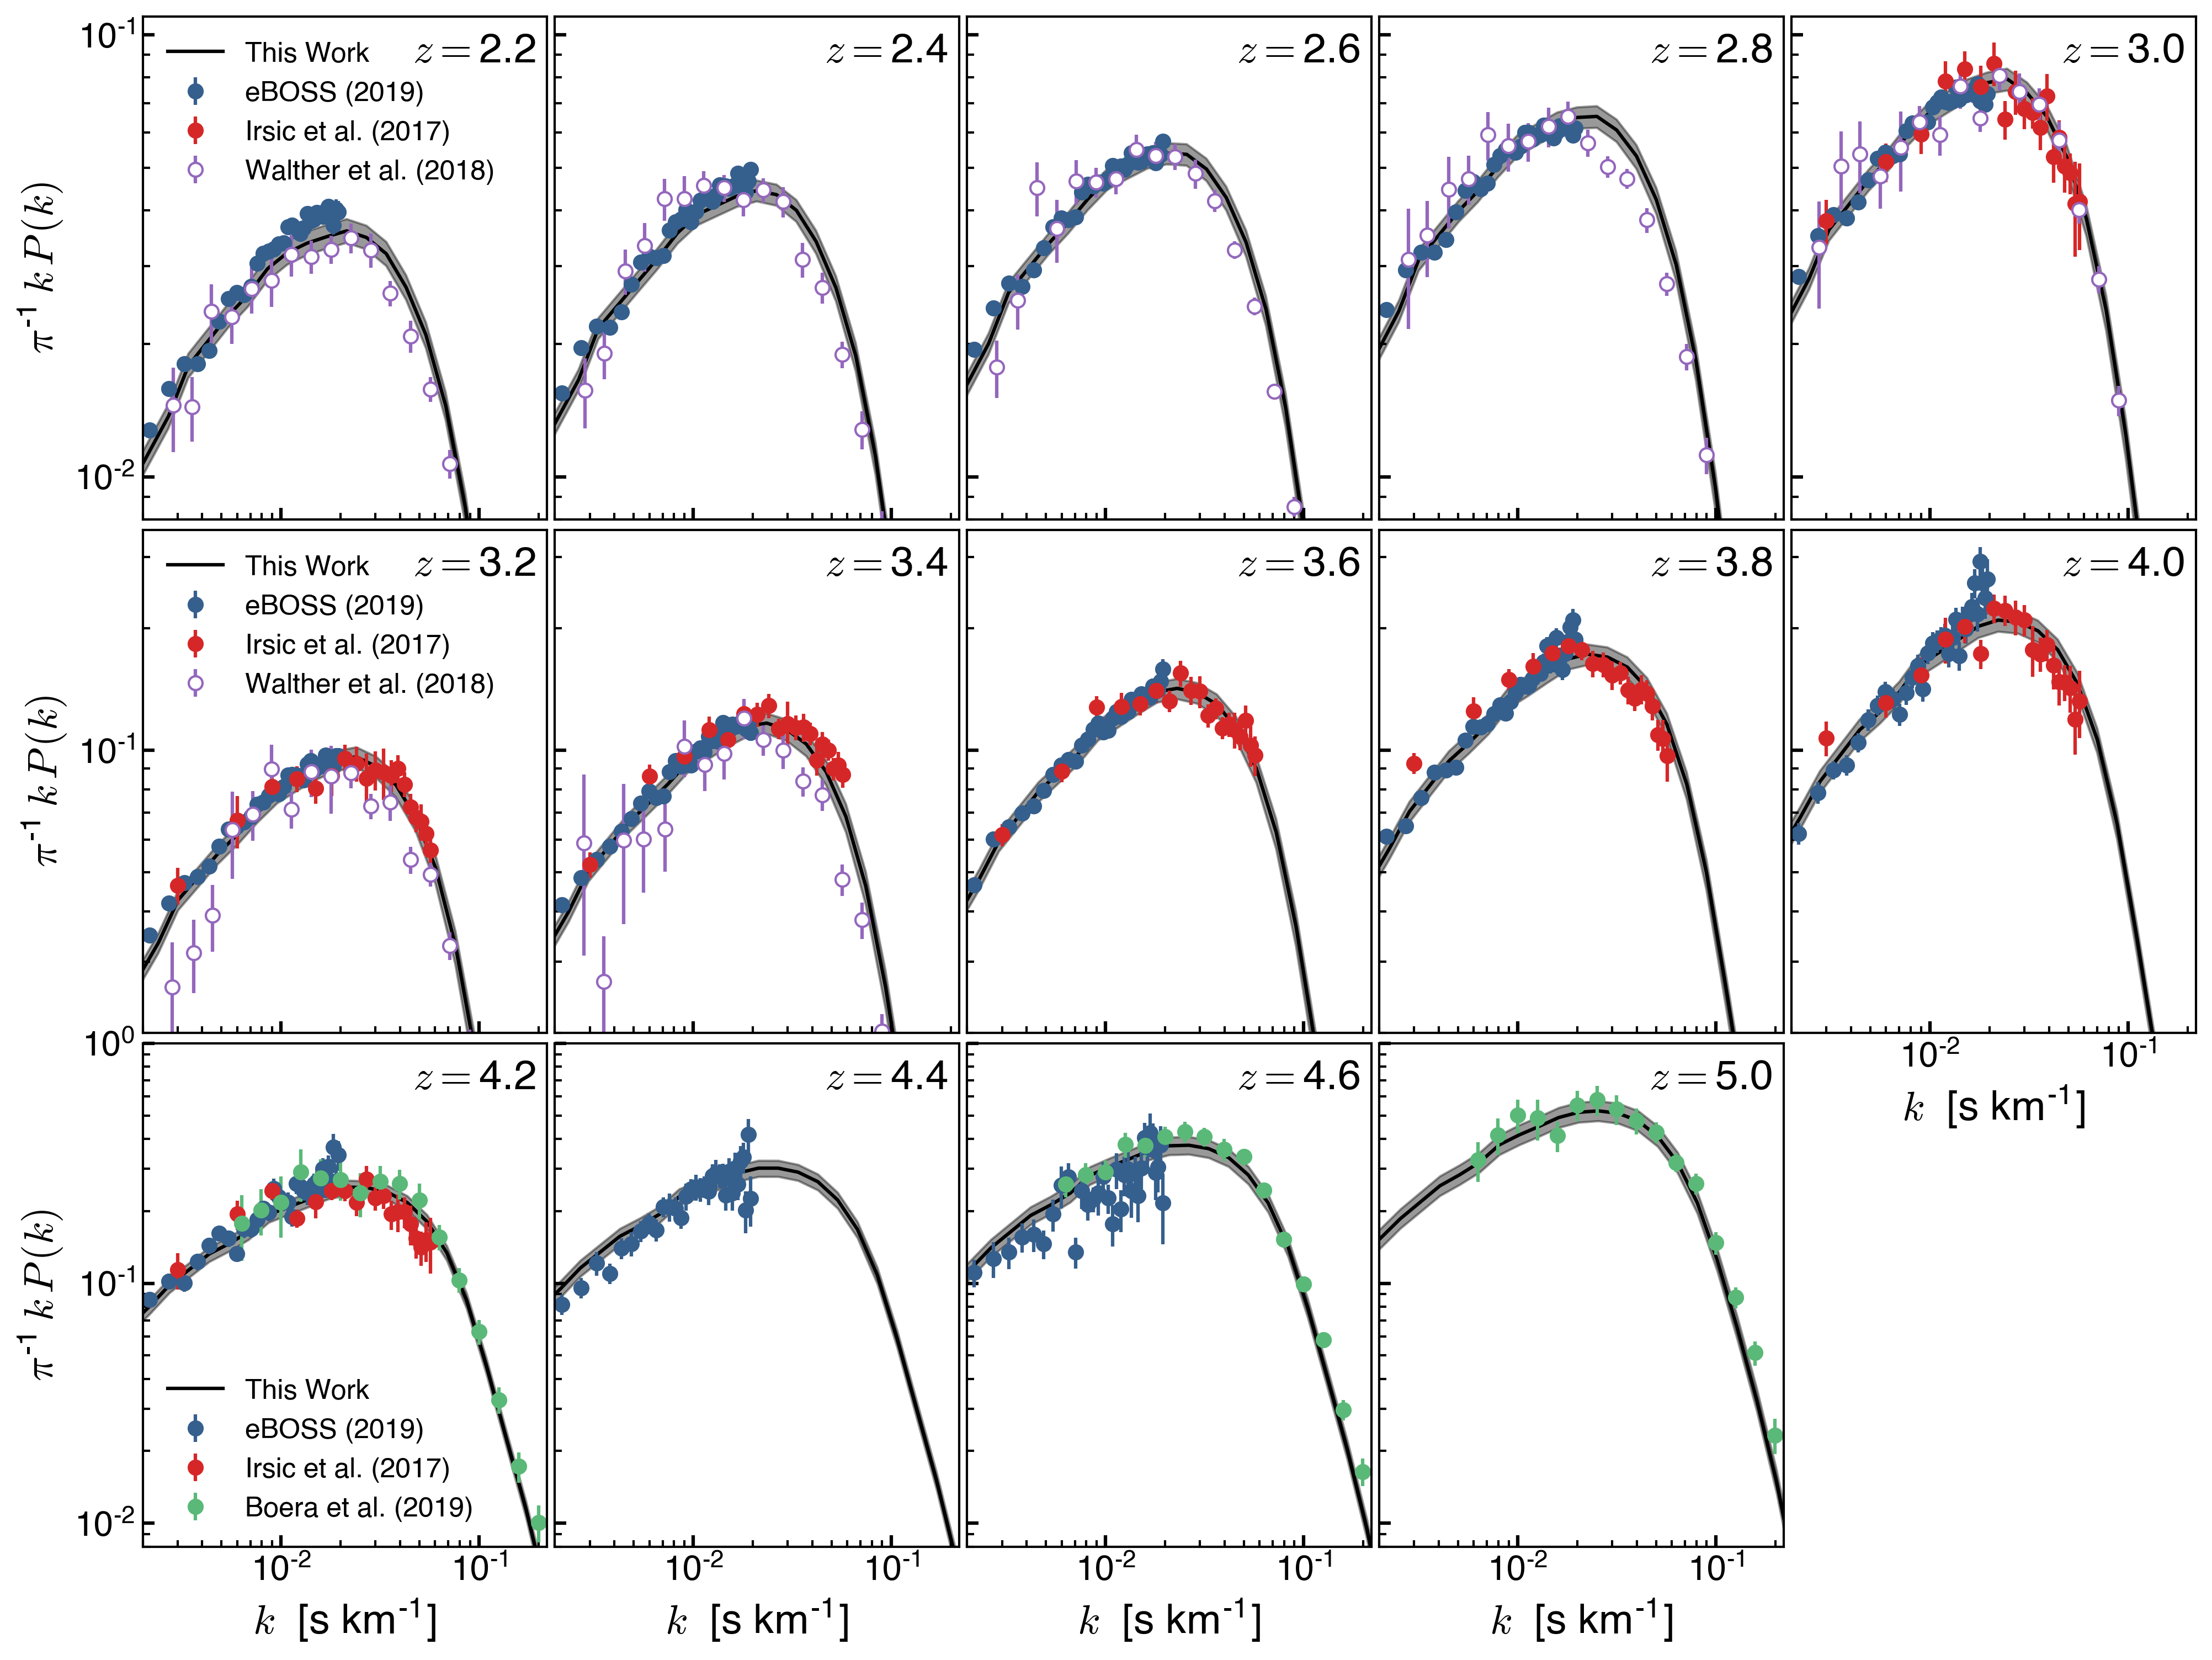 10⁻¹
10⁻²
π⁻¹ k P(k)
This Work
eBOSS (2019)
Irsic et al. (2017)
Walther et al. (2018)
z = 2.2
z = 2.4
z = 2.6
z = 2.8
z = 3.0
10⁻¹
π⁻¹ k P(k)
This Work
eBOSS (2019)
Irsic et al. (2017)
Walther et al. (2018)
z = 3.2
z = 3.4
z = 3.6
z = 3.8
z = 4.0
10⁻² 10⁻¹
k [s km⁻¹]
10⁰
10⁻¹
10⁻²
π⁻¹ k P(k)
z = 4.2
This Work
eBOSS (2019)
Irsic et al. (2017)
Boera et al. (2019)
z = 4.4
z = 4.6
z = 5.0
10⁻² 10⁻¹ 10⁻² 10⁻¹ 10⁻² 10⁻¹ 10⁻² 10⁻¹
k [s km⁻¹] k [s km⁻¹] k [s km⁻¹] k [s km⁻¹]